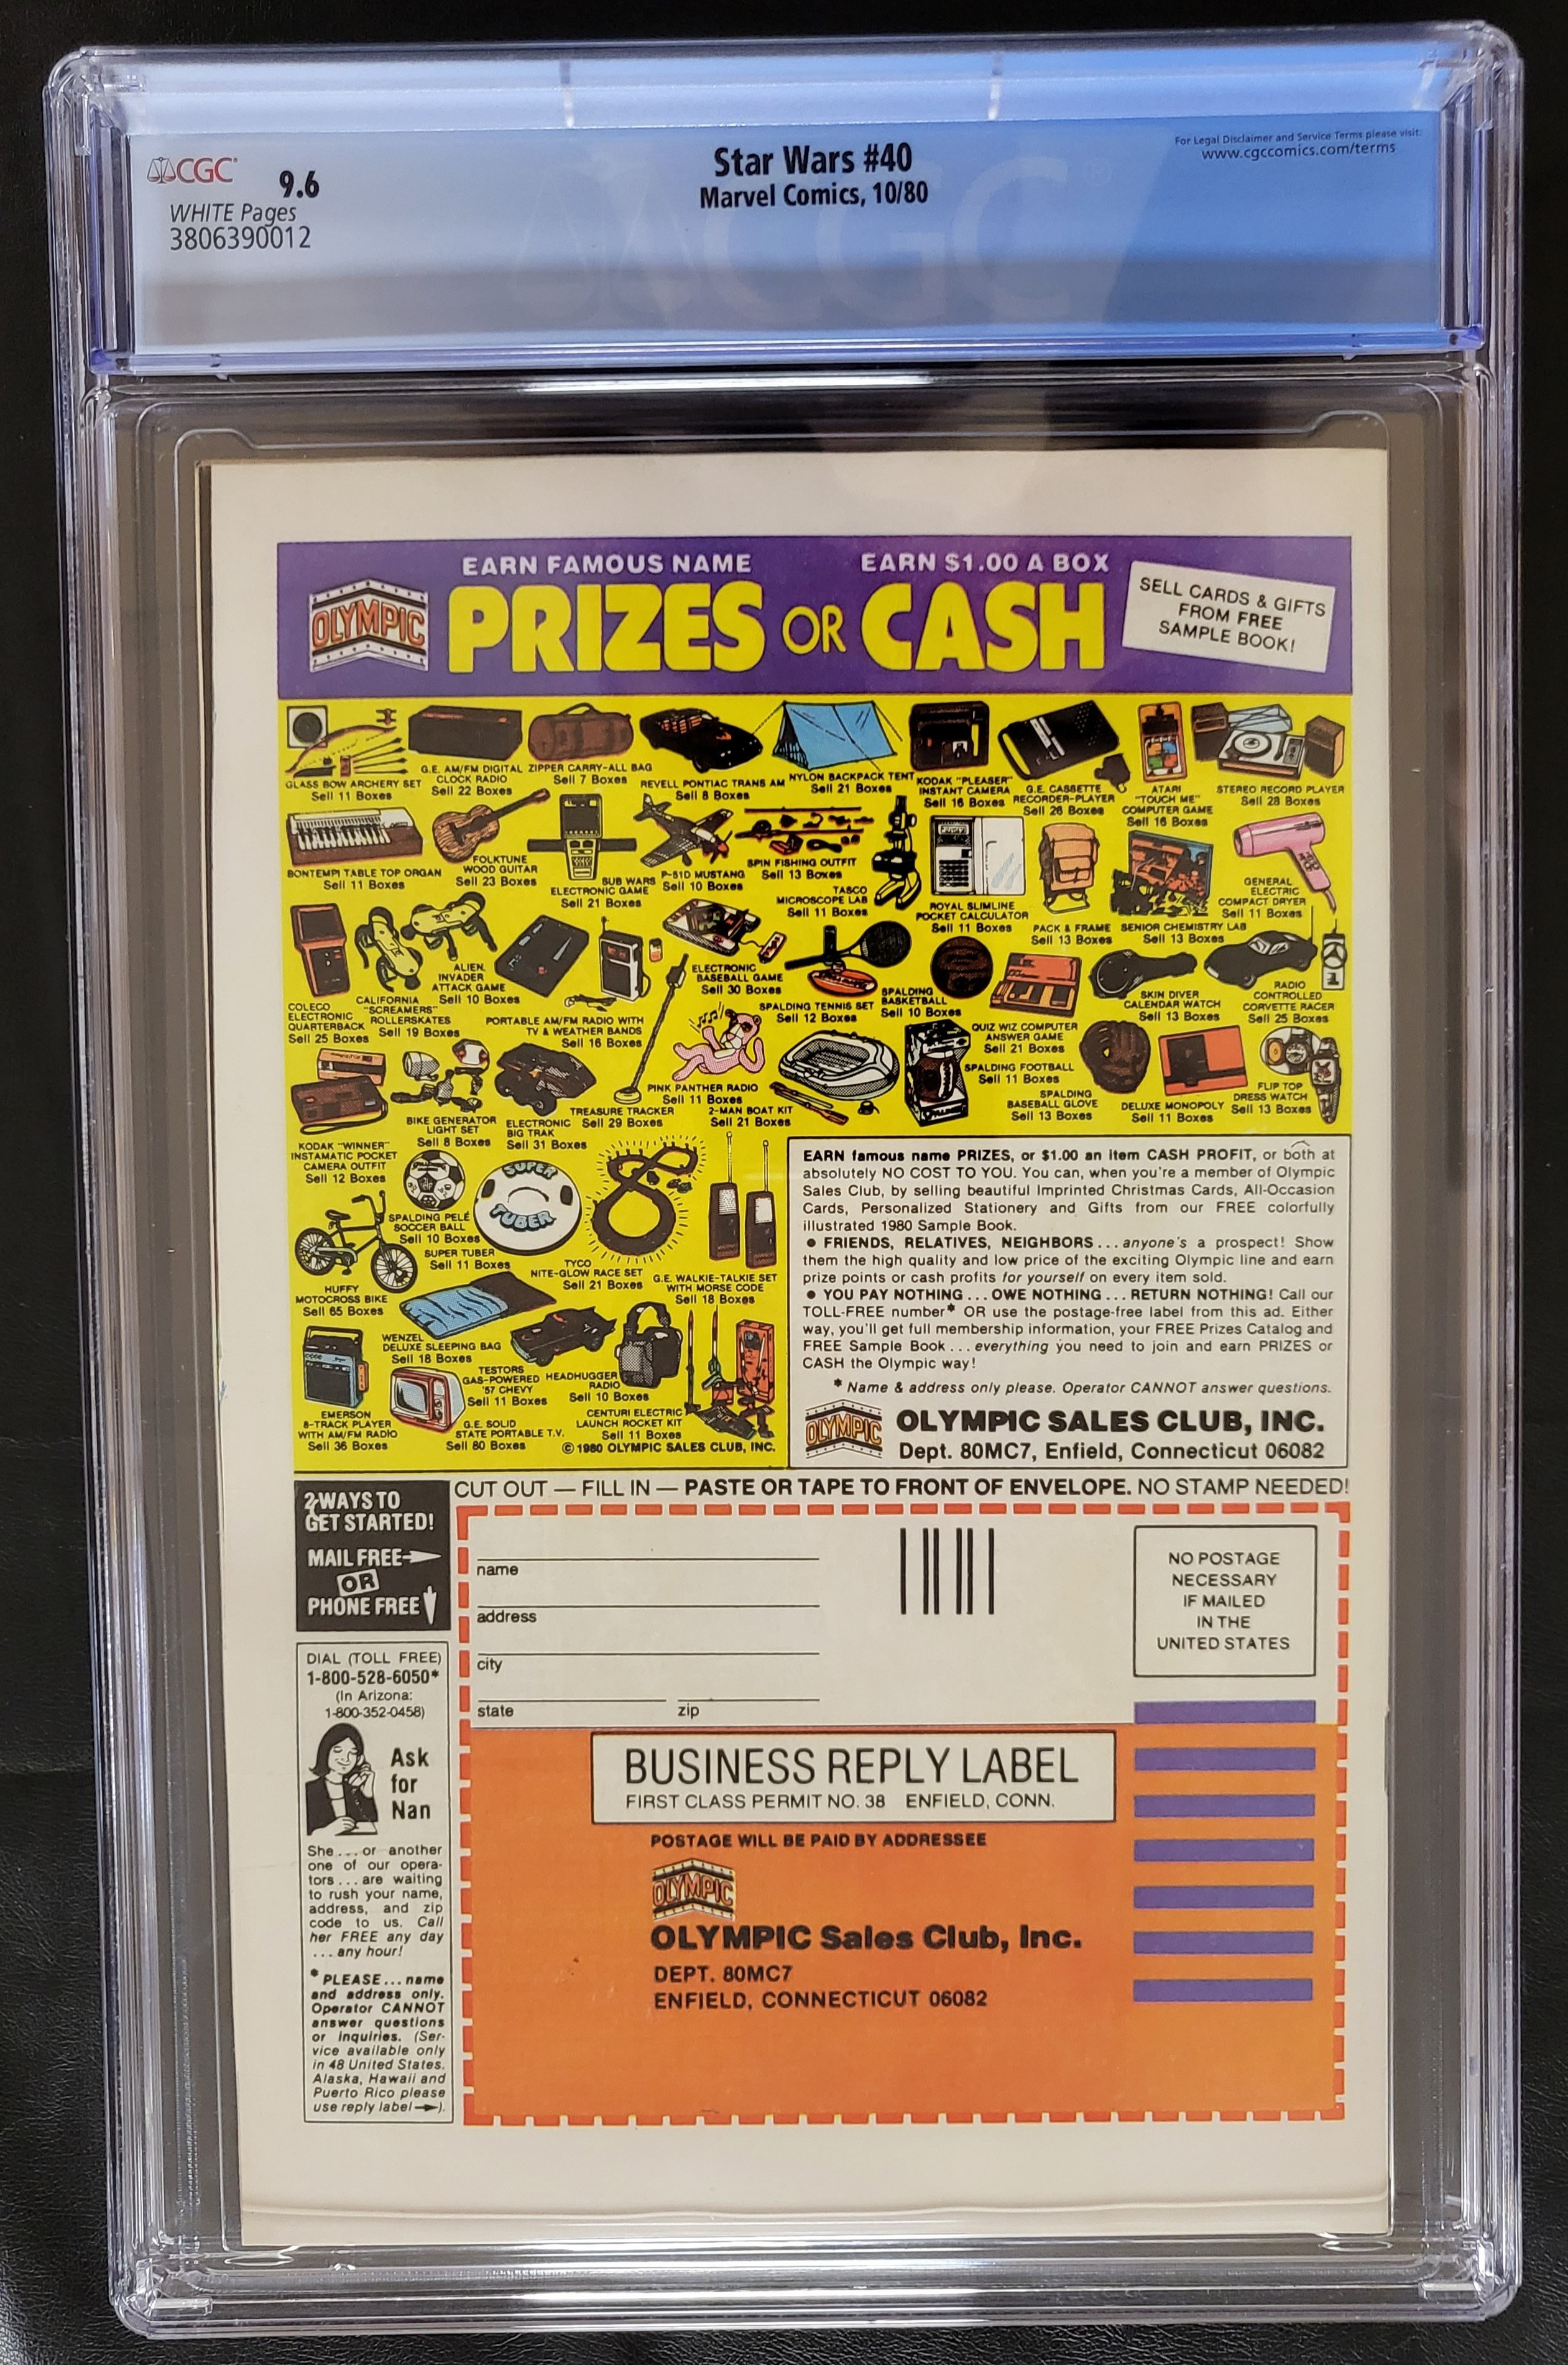 CGC
9.6
WHITE Pages
3806390012
Star Wars #40
Marvel Comics, 10/80
For Legal Disclaimer and Service Terms please visit:
www.cgccomics.com/terms
EARN FAMOUS NAME
EARN $1.00 A BOX
OLYMPIC
PRIZES OR CASH
SELL CARDS & GIFTS
FROM FREE
SAMPLE BOOK!
GLASS BOW ARCHERY SET
Sell 11 Boxes
G.E. AM/FM DIGITAL
CLOCK RADIO
Sell 22 Boxes
ZIPPER CARRY-ALL BAG
Sell 7 Boxes
REVELL PONTIAC TRANS AM
Sell 8 Boxes
NYLON BACKPACK TENT
Sell 21 Boxes
KODAK "PLEASER"
INSTANT CAMERA
Sell 16 Boxes
G.E. CASSETTE
RECORDER-PLAYER
Sell 26 Boxes
ATARI
"TOUCH ME"
COMPUTER GAME
Sell 16 Boxes
STEREO RECORD PLAYER
Sell 28 Boxes
BONTEMPI TABLE TOP ORGAN
Sell 11 Boxes
FOLKTUNE
WOOD GUITAR
Sell 23 Boxes
SUB WARS
ELECTRONIC GAME
Sell 21 Boxes
P-51D MUSTANG
Sell 10 Boxes
SPIN FISHING OUTFIT
Sell 13 Boxes
TASCO
MICROSCOPE LAB
Sell 11 Boxes
ROYAL SLIMLINE
POCKET CALCULATOR
Sell 11 Boxes
PACK & FRAME
Sell 13 Boxes
SENIOR CHEMISTRY LAB
Sell 13 Boxes
GENERAL
ELECTRIC
COMPACT DRYER
Sell 11 Boxes
COLECO
ELECTRONIC
QUARTERBACK
Sell 25 Boxes
CALIFORNIA
"SCREAMERS"
ROLLERSKATES
Sell 19 Boxes
ALIEN
INVADER
ATTACK GAME
Sell 10 Boxes
PORTABLE AM/FM RADIO WITH
TV & WEATHER BANDS
Sell 16 Boxes
ELECTRONIC
BASEBALL GAME
Sell 30 Boxes
SPALDING TENNIS SET
Sell 12 Boxes
SPALDING
BASKETBALL
Sell 10 Boxes
QUIZ WIZ COMPUTER
ANSWER GAME
Sell 21 Boxes
SKIN DIVER
CALENDAR WATCH
Sell 13 Boxes
RADIO
CONTROLLED
CORVETTE RACER
Sell 25 Boxes
KODAK "WINNER"
INSTAMATIC POCKET
CAMERA OUTFIT
Sell 12 Boxes
BIKE GENERATOR
LIGHT SET
Sell 8 Boxes
ELECTRONIC
BIG TRAK
Sell 31 Boxes
TREASURE TRACKER
Sell 29 Boxes
PINK PANTHER RADIO
Sell 11 Boxes
2-MAN BOAT KIT
Sell 21 Boxes
SPALDING FOOTBALL
Sell 11 Boxes
SPALDING
BASEBALL GLOVE
Sell 13 Boxes
DELUXE MONOPOLY
Sell 11 Boxes
FLIP TOP
DRESS WATCH
Sell 13 Boxes
HUFFY
MOTOCROSS BIKE
Sell 65 Boxes
SPALDING PELÉ
SOCCER BALL
Sell 10 Boxes
SUPER
TUBER
SUPER TUBER
Sell 11 Boxes
TYCO
NITE-GLOW RACE SET
Sell 21 Boxes
G.E. WALKIE-TALKIE SET
WITH MORSE CODE
Sell 18 Boxes
WENZEL
DELUXE SLEEPING BAG
Sell 18 Boxes
EMERSON
8-TRACK PLAYER
WITH AM/FM RADIO
Sell 36 Boxes
G.E. SOLID
STATE PORTABLE T.V.
Sell 80 Boxes
TESTORS
GAS-POWERED
'57 CHEVY
Sell 11 Boxes
HEADHUGGER
RADIO
Sell 10 Boxes
CENTURI ELECTRIC
LAUNCH ROCKET KIT
Sell 11 Boxes
© 1980 OLYMPIC SALES CLUB, INC.
EARN famous name PRIZES, or $1.00 an item CASH PROFIT, or both at
absolutely NO COST TO YOU. You can, when you're a member of Olympic
Sales Club, by selling beautiful Imprinted Christmas Cards, All-Occasion
Cards, Personalized Stationery and Gifts from our FREE colorfully
illustrated 1980 Sample Book.
● FRIENDS, RELATIVES, NEIGHBORS ... anyone's a prospect! Show
them the high quality and low price of the exciting Olympic line and earn
prize points or cash profits for yourself on every item sold.
● YOU PAY NOTHING ... OWE NOTHING ... RETURN NOTHING! Call our
TOLL-FREE number* OR use the postage-free label from this ad. Either
way, you'll get full membership information, your FREE Prizes Catalog and
FREE Sample Book ... everything you need to join and earn PRIZES or
CASH the Olympic way!
* Name & address only please. Operator CANNOT answer questions.
OLYMPIC
OLYMPIC SALES CLUB, INC.
Dept. 80MC7, Enfield, Connecticut 06082
CUT OUT — FILL IN — PASTE OR TAPE TO FRONT OF ENVELOPE. NO STAMP NEEDED!
2 WAYS TO
GET STARTED!
MAIL FREE
OR
PHONE FREE
DIAL (TOLL FREE)
1-800-528-6050*
(In Arizona:
1-800-352-0458)
Ask
for
Nan
She ... or another
one of our opera-
tors ... are waiting
to rush your name,
address, and zip
code to us. Call
her FREE any day
... any hour!
* PLEASE ... name
and address only.
Operator CANNOT
answer questions
or inquiries. (Ser-
vice available only
in 48 United States.
Alaska, Hawaii and
Puerto Rico please
use reply label ➞).
name
address
city
state zip
NO POSTAGE
NECESSARY
IF MAILED
IN THE
UNITED STATES
BUSINESS REPLY LABEL
FIRST CLASS PERMIT NO. 38 ENFIELD, CONN.
POSTAGE WILL BE PAID BY ADDRESSEE
OLYMPIC
OLYMPIC Sales Club, Inc.
DEPT. 80MC7
ENFIELD, CONNECTICUT 06082